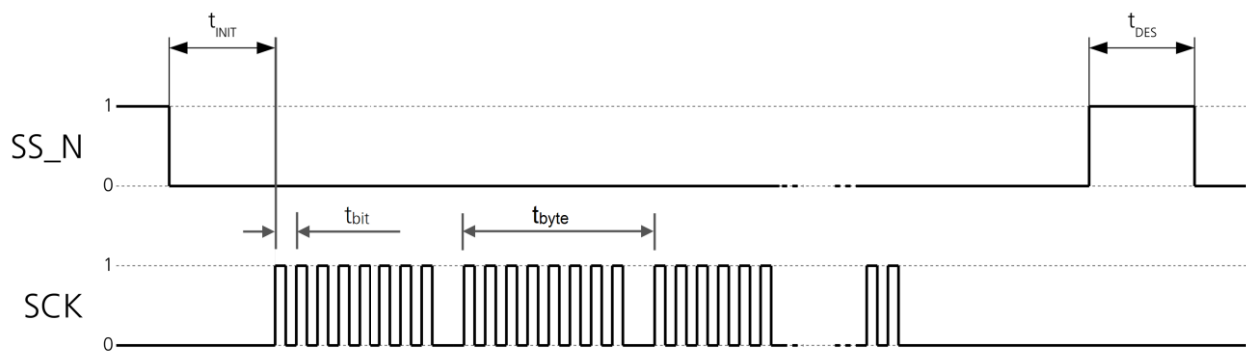 tINIT
tDES
1
SS_N
0
tbit
tbyte
1
SCK
0